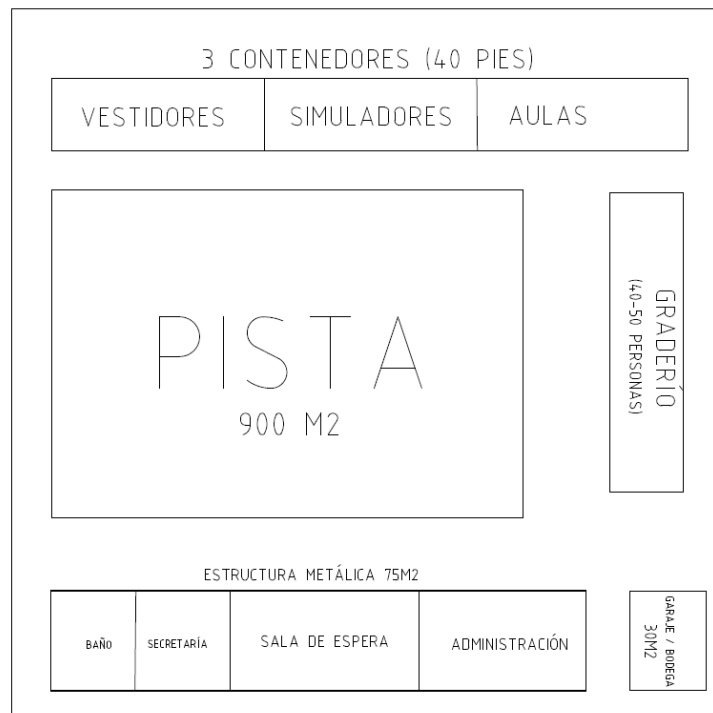 3 CONTENEDORES (40 PIES)
VESTIDORES
SIMULADORES
AULAS
PISTA
900 M2
GRADERÍO
(40-50 PERSONAS)
ESTRUCTURA METÁLICA 75M2
BAÑO
SECRETARÍA
SALA DE ESPERA
ADMINISTRACIÓN
GARAJE / BODEGA
30M2